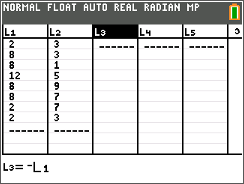 NORMAL FLOAT AUTO REAL RADIAN MP
L1 L2 L3 L4 L5 3
2 3 ------ ------ ------
8 3
8 1
12 5
8 9
8 7
2 7
2 3
------ ------
L3= -L1